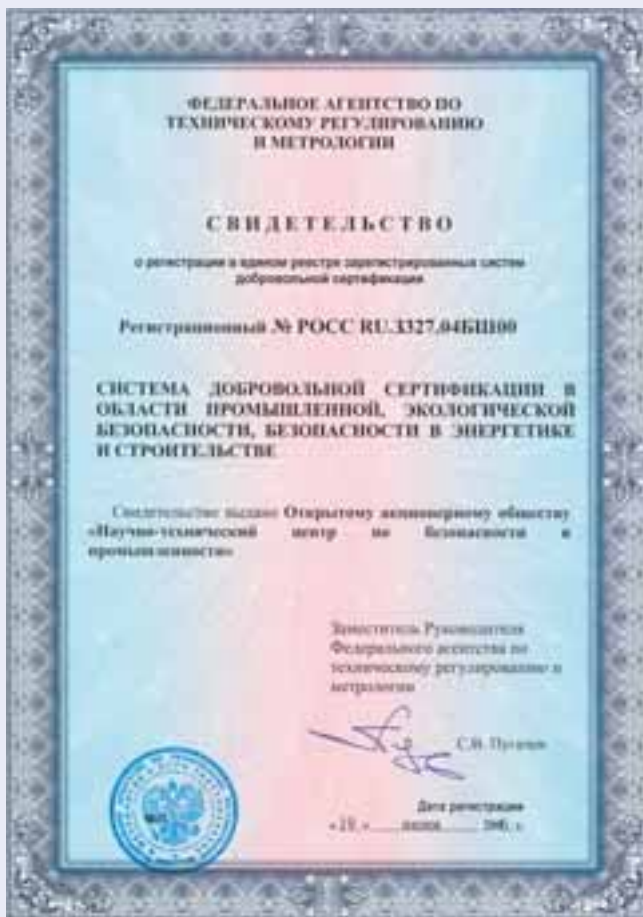 ФЕДЕРАЛЬНОЕ АГЕНТСТВО ПО
ТЕХНИЧЕСКОМУ РЕГУЛИРОВАНИЮ
И МЕТРОЛОГИИ
СВИДЕТЕЛЬСТВО
о регистрации в едином реестре зарегистрированных систем
добровольной сертификации
Регистрационный № РОСС RU.3327.04БШ00
СИСТЕМА ДОБРОВОЛЬНОЙ СЕРТИФИКАЦИИ В
ОБЛАСТИ ПРОМЫШЛЕННОЙ, ЭКОЛОГИЧЕСКОЙ
БЕЗОПАСНОСТИ, БЕЗОПАСНОСТИ В ЭНЕРГЕТИКЕ
И СТРОИТЕЛЬСТВЕ
Свидетельство выдано Открытому акционерному обществу
«Научно-технический центр по безопасности в
промышленности»
Заместитель Руководителя
Федерального агентства по
техническому регулированию и
метрологии
С.В. Пугачев
Дата регистрации